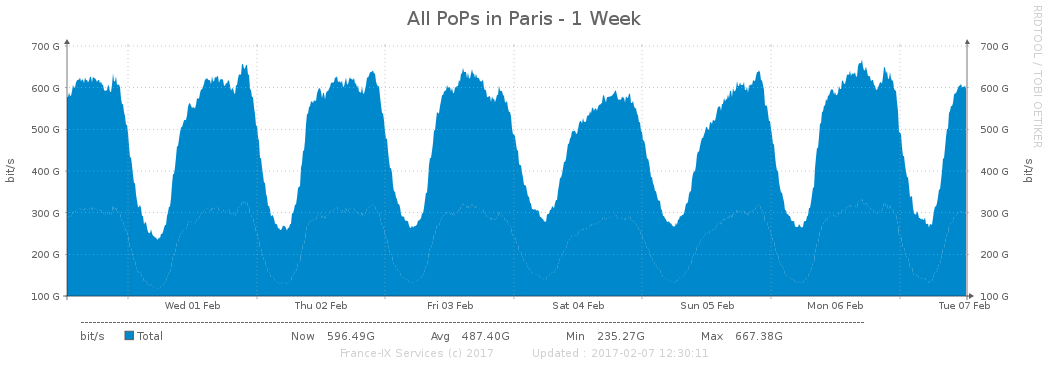 All PoPs in Paris - 1 Week
RRDTOOL / TOBI OETIKER
bit/s
bit/s
700 G 700 G
600 G 600 G
500 G 500 G
400 G 400 G
300 G 300 G
200 G 200 G
100 G 100 G
Wed 01 Feb Thu 02 Feb Fri 03 Feb Sat 04 Feb Sun 05 Feb Mon 06 Feb Tue 07 Feb
bit/s Total Now 596.49G Avg 487.40G Min 235.27G Max 667.38G
France-IX Services (c) 2017 Updated : 2017-02-07 12:30:11